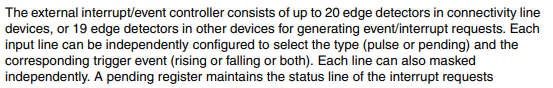 The external interrupt/event controller consists of up to 20 edge detectors in connectivity line
devices, or 19 edge detectors in other devices for generating event/interrupt requests. Each
input line can be independently configured to select the type (pulse or pending) and the
corresponding trigger event (rising or falling or both). Each line can also masked
independently. A pending register maintains the status line of the interrupt requests